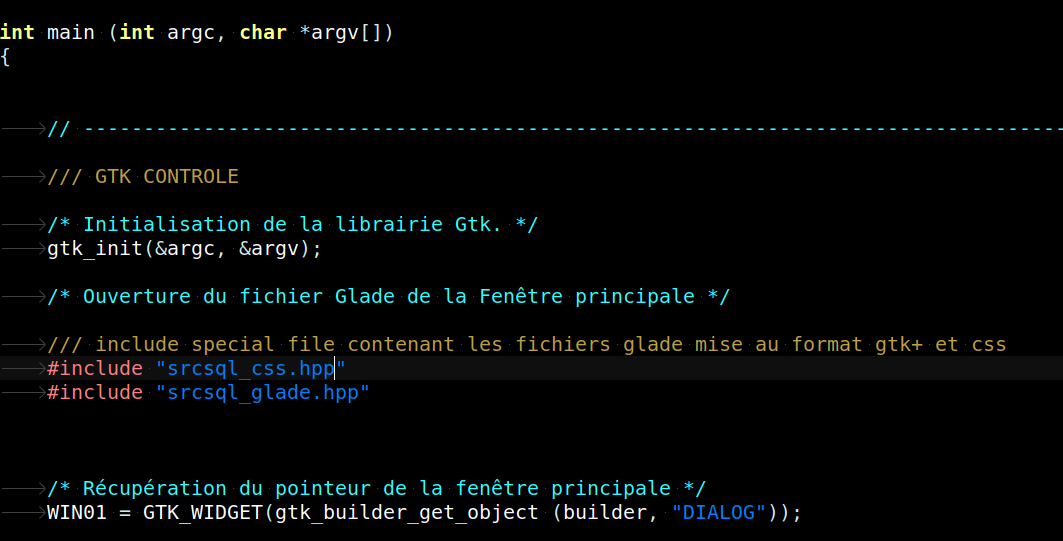 int main (int argc, char *argv[])
{
// ----------------------------------------------------------------------------------
/// GTK CONTROLE
/* Initialisation de la librairie Gtk. */
gtk_init(&argc, &argv);
/* Ouverture du fichier Glade de la Fenêtre principale */
/// include special file contenant les fichiers glade mise au format gtk+ et css
#include "srcsql_css.hpp"
#include "srcsql_glade.hpp"
/* Récupération du pointeur de la fenêtre principale */
WIN01 = GTK_WIDGET(gtk_builder_get_object (builder, "DIALOG"));